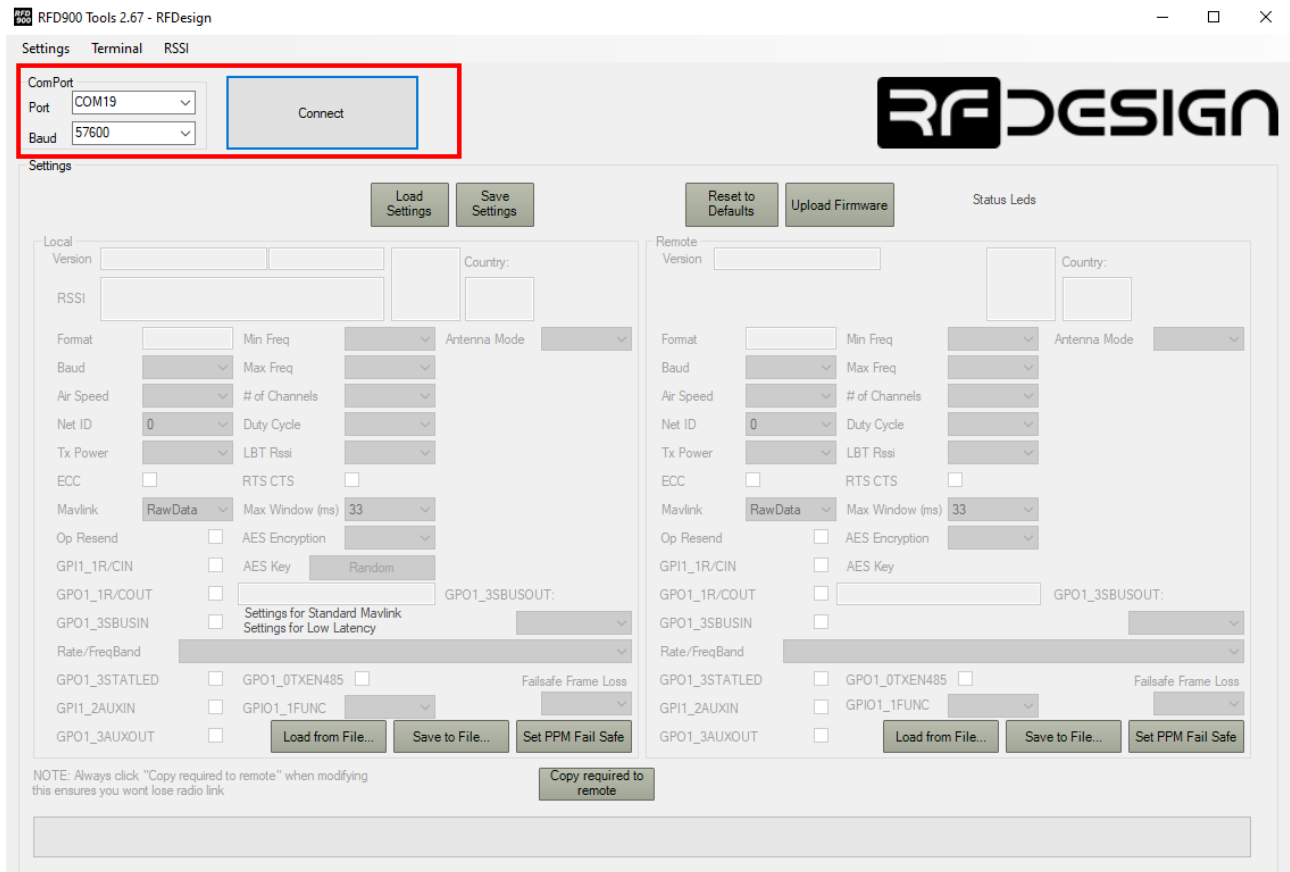 RFD
900
RFD900 Tools 2.67 - RFDesign
Settings Terminal RSSI
ComPort
Port COM19
Connect
Baud 57600
RFDESIGN
Settings
Load
Settings
Save
Settings
Reset to
Defaults
Upload Firmware
Status Leds
Local
Version
Country:
RSSI
Format Min Freq Antenna Mode
Baud Max Freq
Air Speed # of Channels
Net ID 0 Duty Cycle
Tx Power LBT Rssi
ECC RTS CTS
Mavlink RawData Max Window (ms) 33
Op Resend AES Encryption
GPI1_1R/CIN AES Key Random
GPO1_1R/COUT GPO1_3SBUSOUT:
Settings for Standard Mavlink
GPO1_3SBUSIN Settings for Low Latency
Rate/FreqBand
GPO1_3STATLED GPO1_0TXEN485 Failsafe Frame Loss
GPI1_2AUXIN GPIO1_1FUNC
GPO1_3AUXOUT Load from File... Save to File... Set PPM Fail Safe
Remote
Version
Country:
Format Min Freq Antenna Mode
Baud Max Freq
Air Speed # of Channels
Net ID 0 Duty Cycle
Tx Power LBT Rssi
ECC RTS CTS
Mavlink RawData Max Window (ms) 33
Op Resend AES Encryption
GPI1_1R/CIN AES Key
GPO1_1R/COUT GPO1_3SBUSOUT:
GPO1_3SBUSIN
Rate/FreqBand
GPO1_3STATLED GPO1_0TXEN485 Failsafe Frame Loss
GPI1_2AUXIN GPIO1_1FUNC
GPO1_3AUXOUT Load from File... Save to File... Set PPM Fail Safe
NOTE: Always click "Copy required to remote" when modifying
this ensures you wont lose radio link
Copy required to
remote